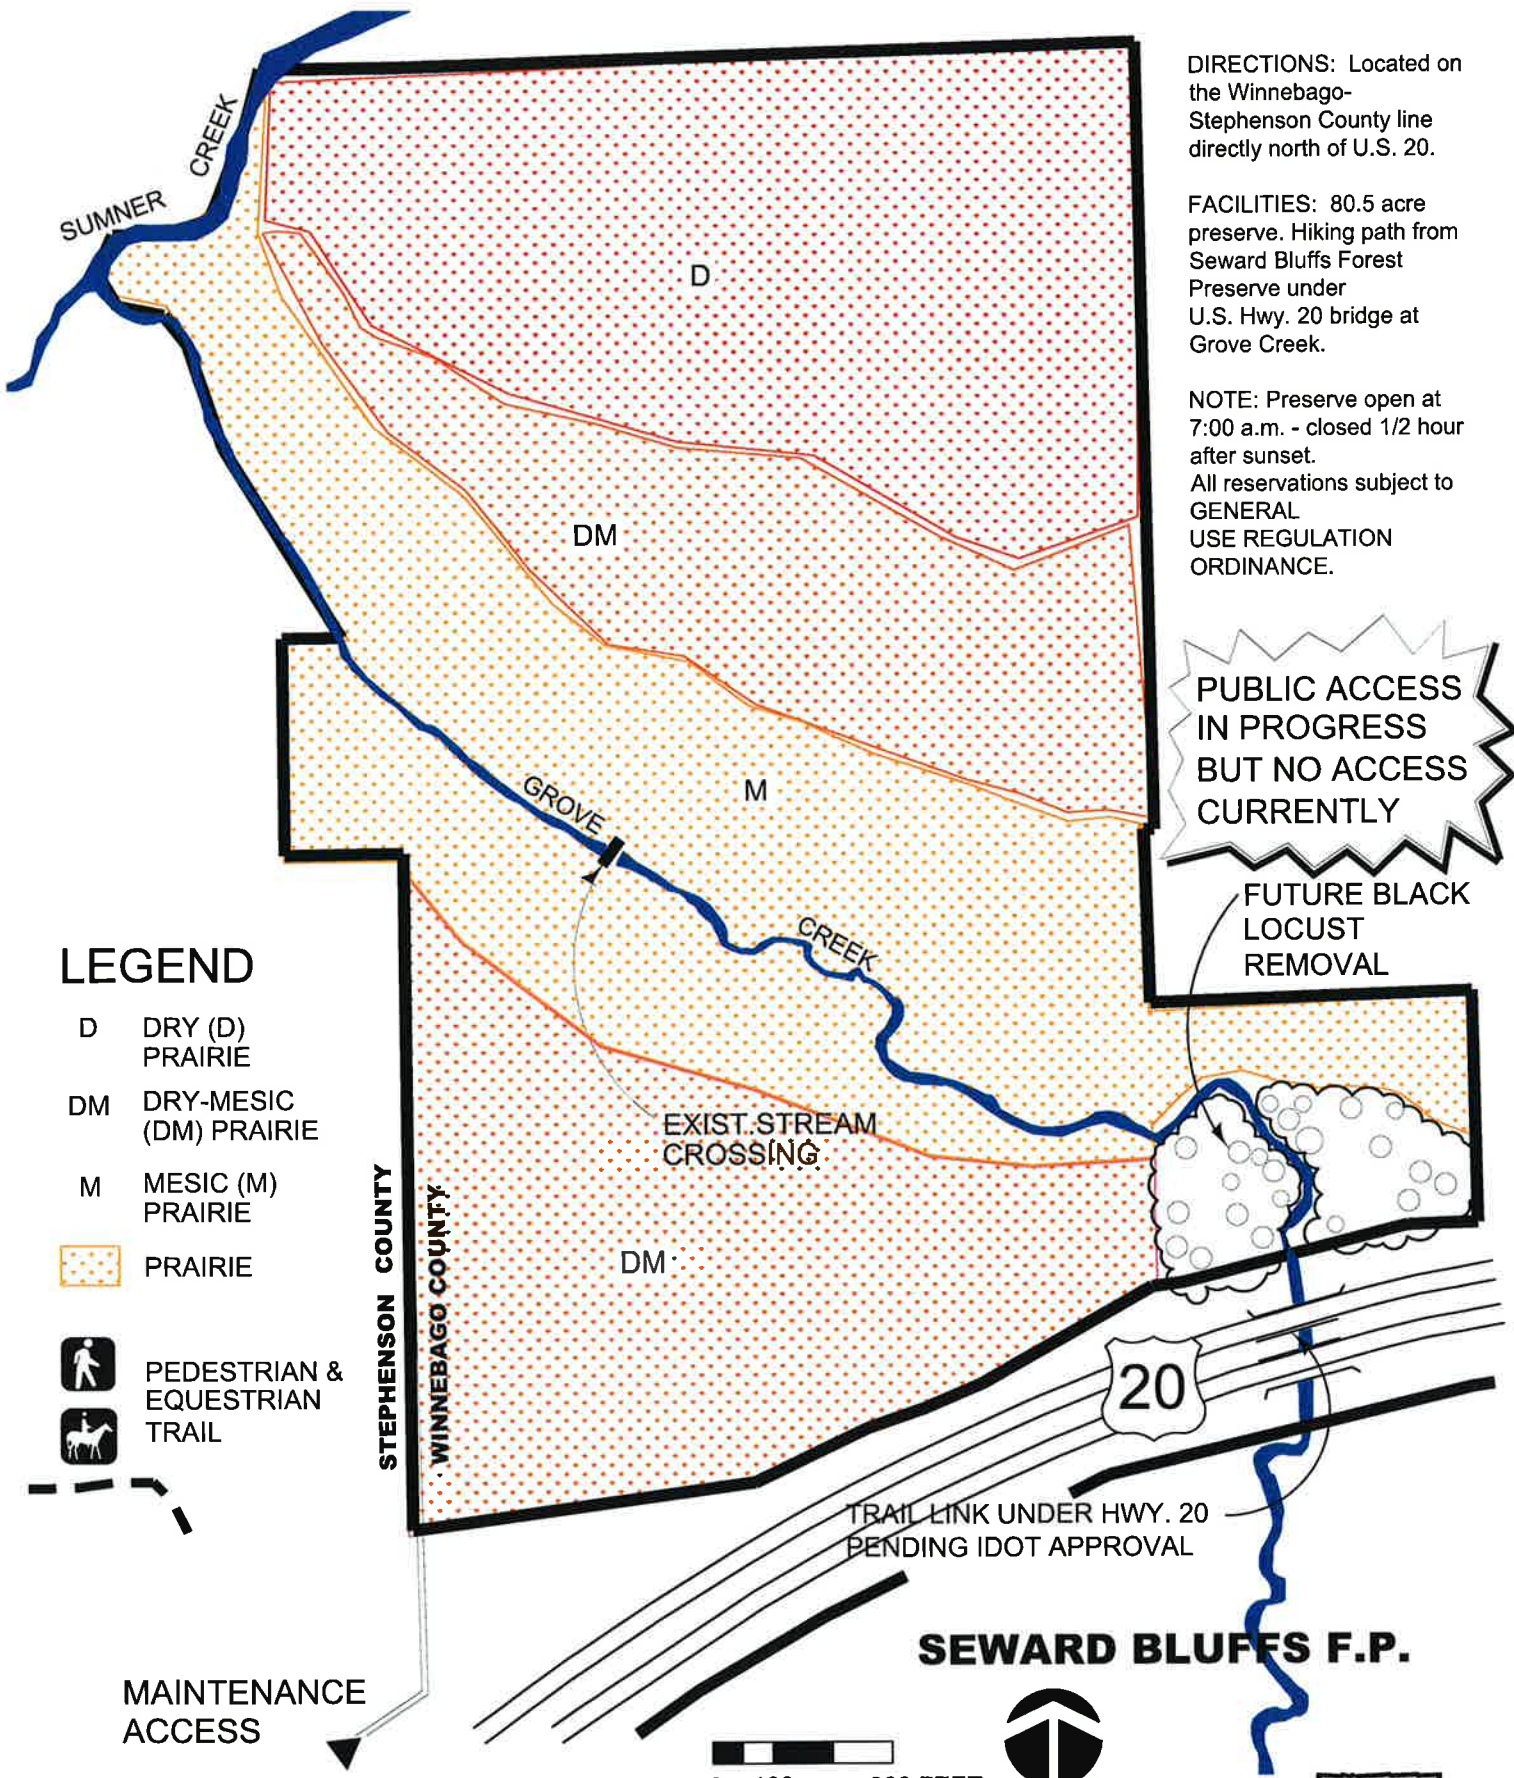 DIRECTIONS: Located on
the Winnebago-
Stephenson County line
directly north of U.S. 20.
FACILITIES: 80.5 acre
preserve. Hiking path from
Seward Bluffs Forest
Preserve under
U.S. Hwy. 20 bridge at
Grove Creek.
NOTE: Preserve open at
7:00 a.m. - closed 1/2 hour
after sunset.
All reservations subject to
GENERAL
USE REGULATION
ORDINANCE.
SUMNER
CREEK
D
DM
M
GROVE
CREEK
PUBLIC ACCESS
IN PROGRESS
BUT NO ACCESS
CURRENTLY
FUTURE BLACK
LOCUST
REMOVAL
EXIST. STREAM
CROSSING
DM
LEGEND
D DRY (D)
PRAIRIE
DM DRY-MESIC
(DM) PRAIRIE
M MESIC (M)
PRAIRIE
PRAIRIE
PEDESTRIAN &
EQUESTRIAN
TRAIL
STEPHENSON COUNTY
WINNEBAGO COUNTY
20
TRAIL LINK UNDER HWY. 20
PENDING IDOT APPROVAL
SEWARD BLUFFS F.P.
MAINTENANCE
ACCESS